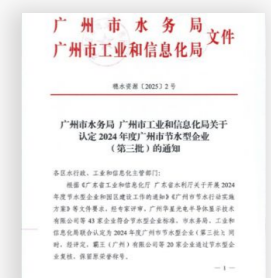 广州市水务局
广州市工业和信息化局
文件
穗水资源〔2025〕2号
广州市水务局 广州市工业和信息化局关于
认定2024年度广州市节水型企业
（第三批）的通知
各区水行政、工业和信息化主管部门：
根据《广东省工业和信息化厅 广东省水利厅关于开展2024
年度节水型企业和园区建设工作的通知》《广州市节水行动实施
方案》等文件要求，经专家评审，广州华星光电半导体显示技术
有限公司等43家企业符合节水型企业标准，市水务局、工业和
信息化局联合认定为2024年度广州市节水型企业（第三批）；同
时，经评定，霸王（广州）有限公司等20家企业通过节水型企
业复核，保留原荣誉称号。
— 1 —